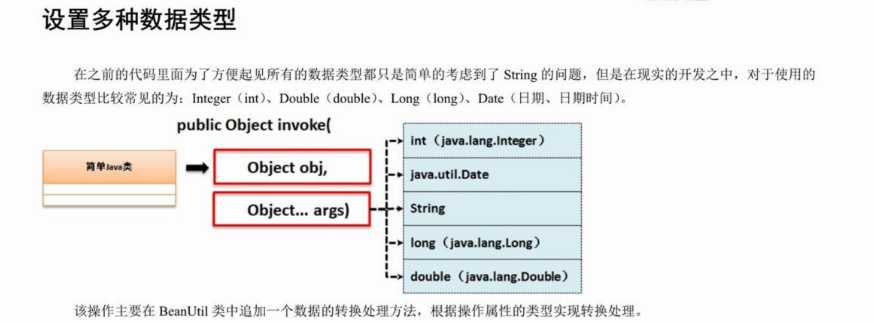 设置多种数据类型
在之前的代码里面为了方便起见所有的数据类型都只是简单的考虑到了 String 的问题，但是在现实的开发之中，对于使用的
数据类型比较常见的为：Integer（int）、Double（double）、Long（long）、Date（日期、日期时间）。
public Object invoke(
简单Java类
Object obj,
Object... args)
int（java.lang.Integer）
java.util.Date
String
long（java.lang.Long）
double（java.lang.Double）
该操作主要在 BeanUtil 类中追加一个数据的转换处理方法，根据操作属性的类型实现转换处理。